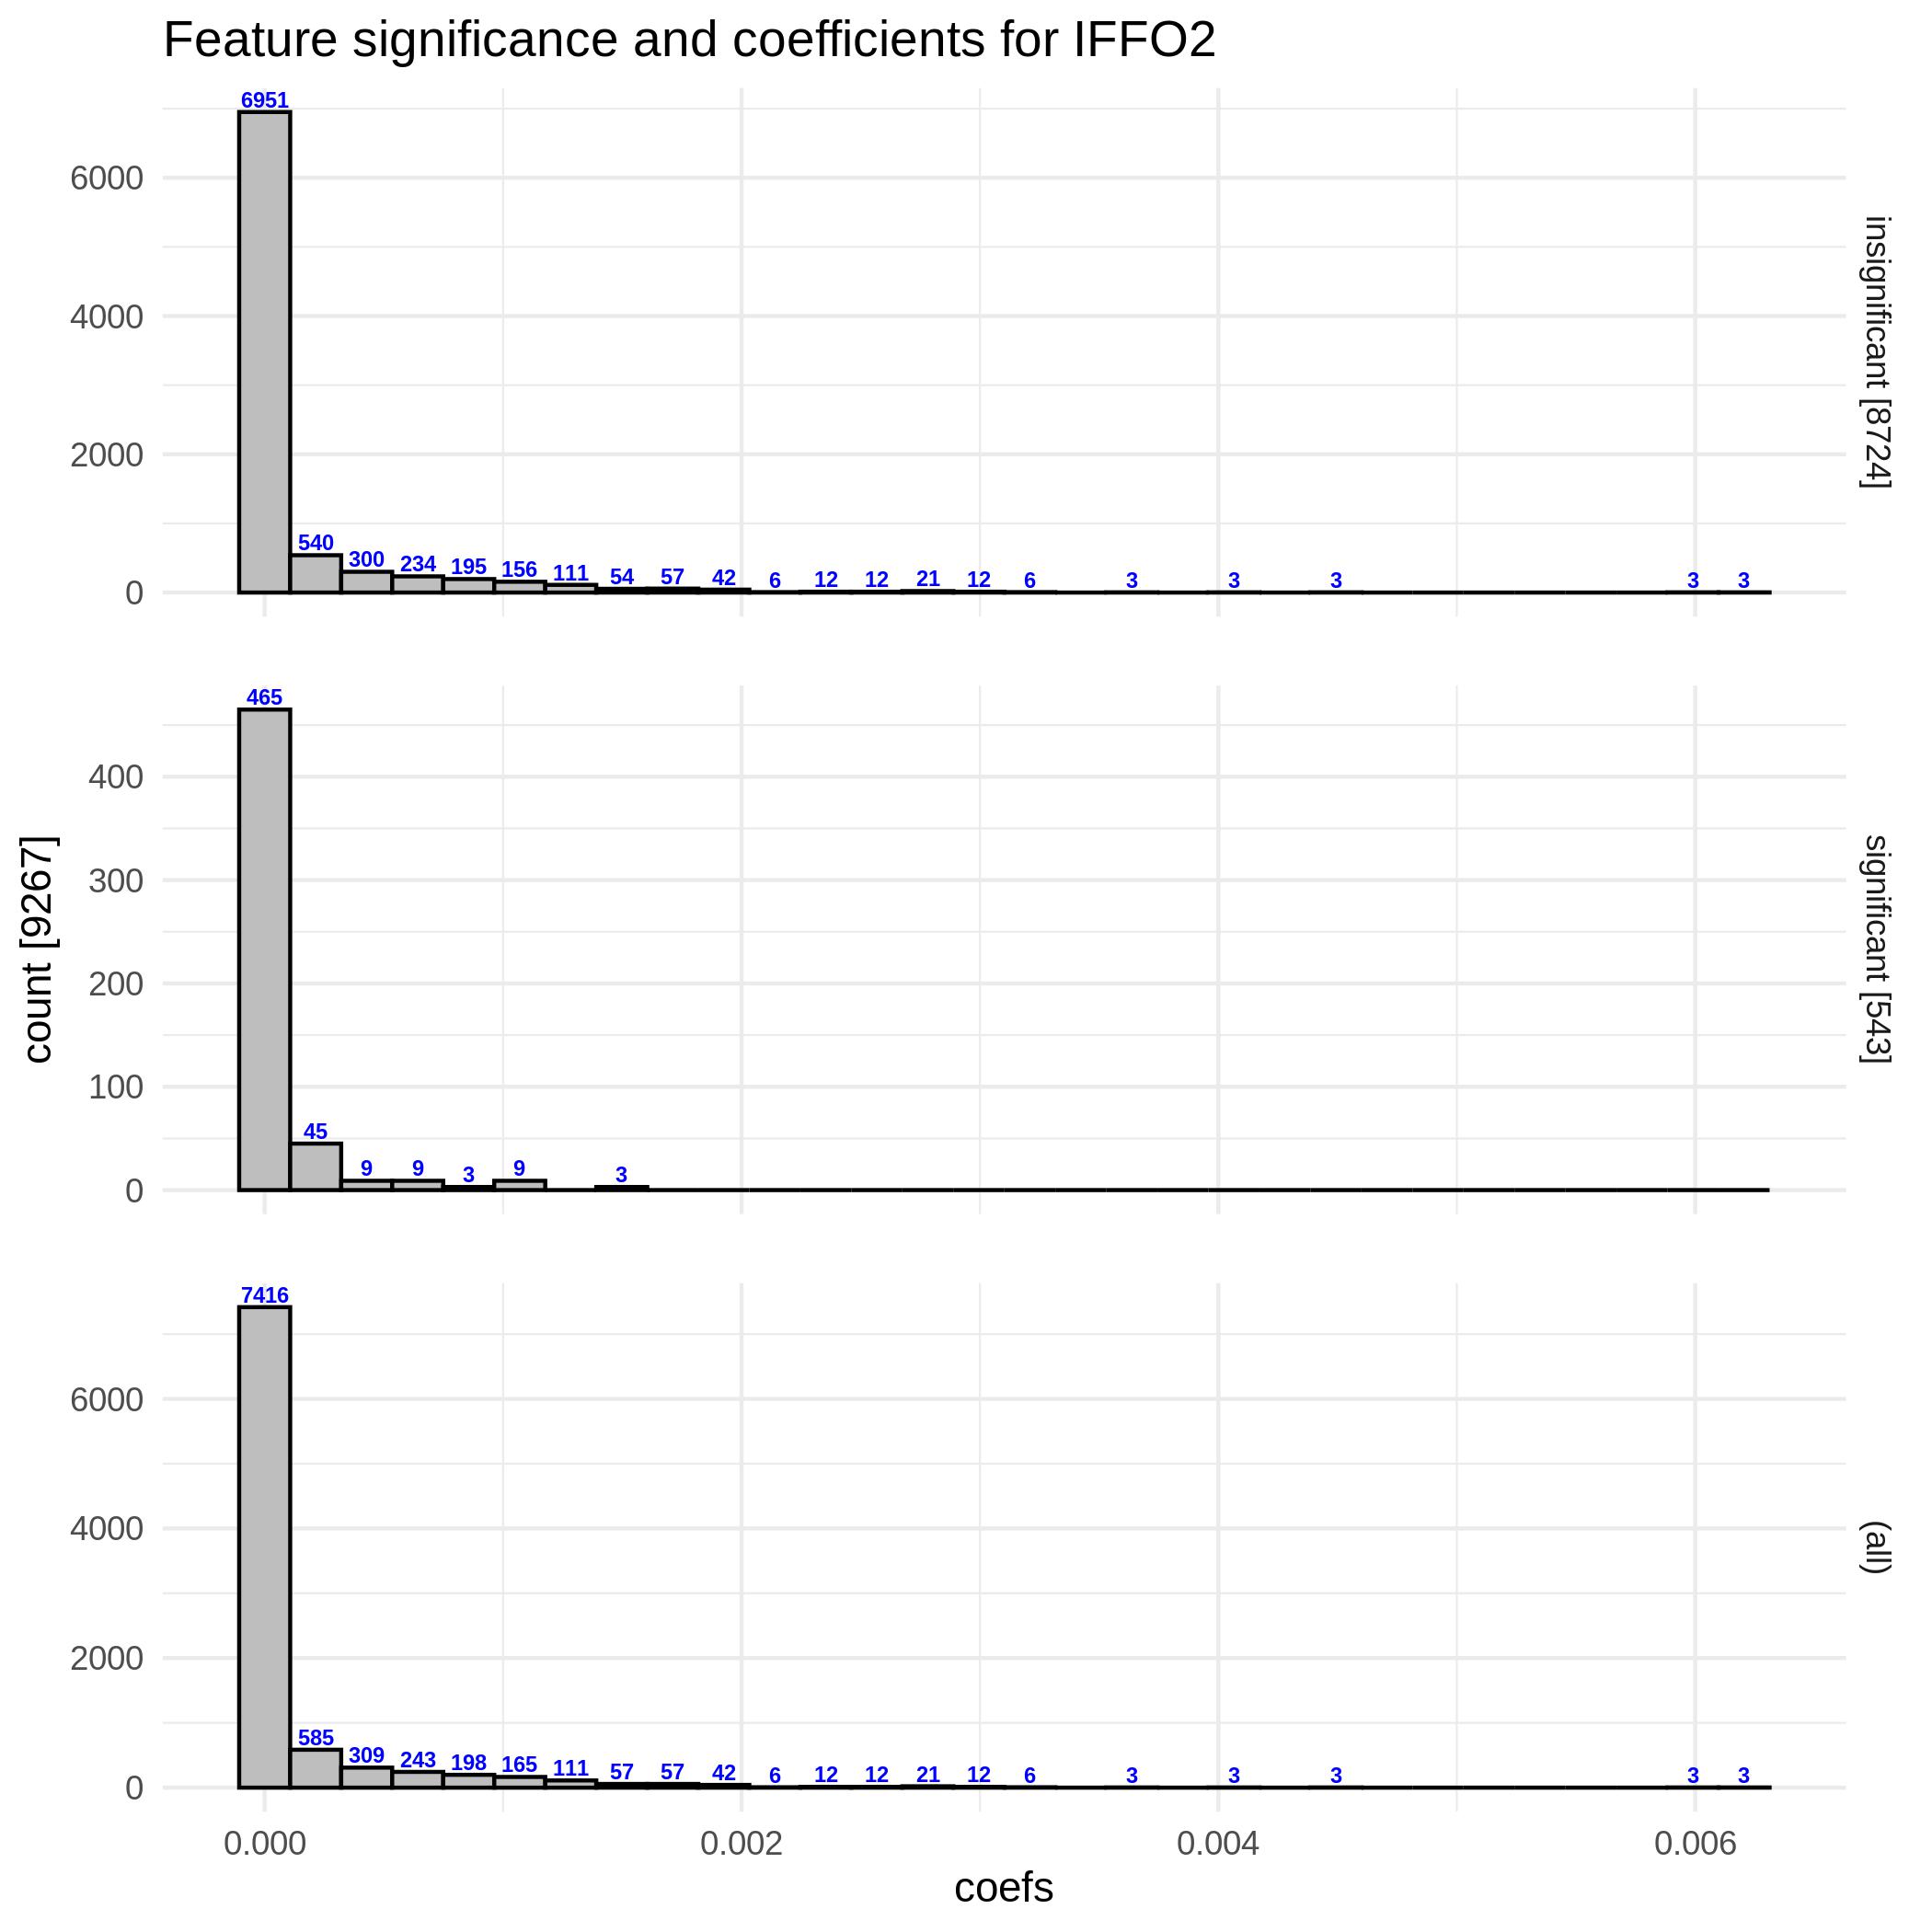 Feature significance and coefficients for IFFO2
count [9267]
6000
4000
2000
0
6951
540 300 234 195 156 111 54 57 42 6 12 12 21 12 6 3 3 3 3 3
insignificant [8724]
400
300
200
100
0
465
45 9 9 3 9 3
significant [543]
6000
4000
2000
0
7416
585 309 243 198 165 111 57 57 42 6 12 12 21 12 6 3 3 3 3 3
(all)
0.000 0.002 0.004 0.006
coefs